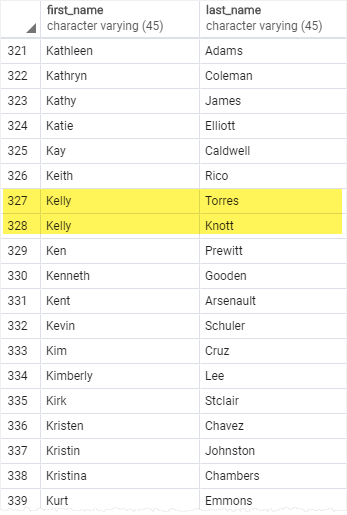 first_name last_name
character varying (45) character varying (45)
321 Kathleen Adams
322 Kathryn Coleman
323 Kathy James
324 Katie Elliott
325 Kay Caldwell
326 Keith Rico
327 Kelly Torres
328 Kelly Knott
329 Ken Prewitt
330 Kenneth Gooden
331 Kent Arsenault
332 Kevin Schuler
333 Kim Cruz
334 Kimberly Lee
335 Kirk Stclair
336 Kristen Chavez
337 Kristin Johnston
338 Kristina Chambers
339 Kurt Emmons